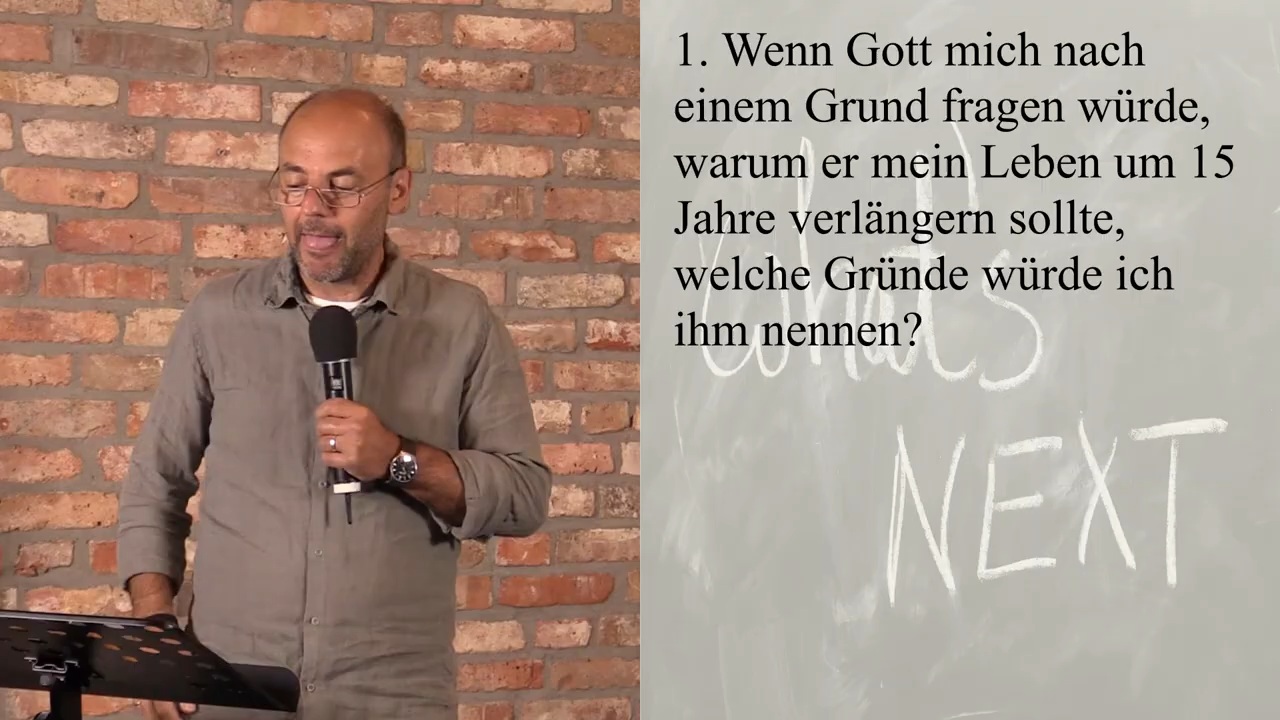 1. Wenn Gott mich nach
einem Grund fragen würde,
warum er mein Leben um 15
Jahre verlängern sollte,
welche Gründe würde ich
ihm nennen?
What's
NEXT